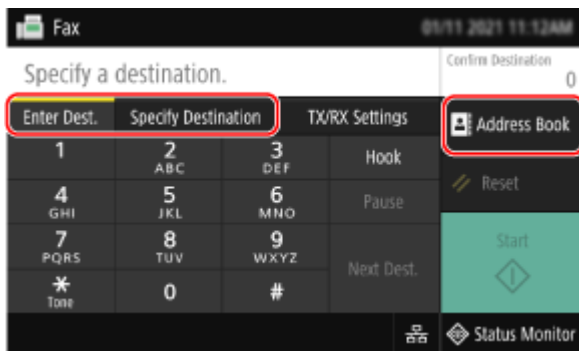 Fax
01/11 2021 11:12AM
Specify a destination.
Confirm Destination
0
Enter Dest.
Specify Destination
TX/RX Settings
Address Book
1
2
ABC
3
DEF
Hook
4
GHI
5
JKL
6
MNO
Pause
Reset
7
PQRS
8
TUV
9
WXYZ
Next Dest.
Start
*
Tone
0
#
Status Monitor